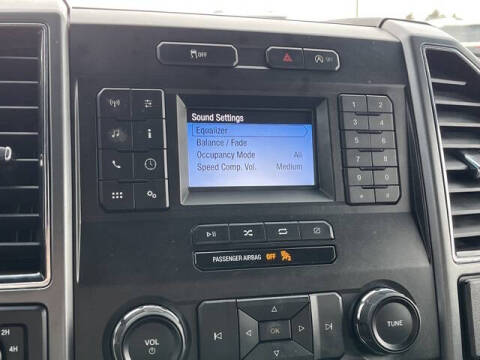 OFF
Sound Settings
Equalizer
Balance / Fade
Occupancy Mode All
Speed Comp. Vol. Medium
1 2
3 4
5 6
7 8
9 0
* #
PASSENGER AIRBAG OFF
2H
4H
VOL
OK
TUNE